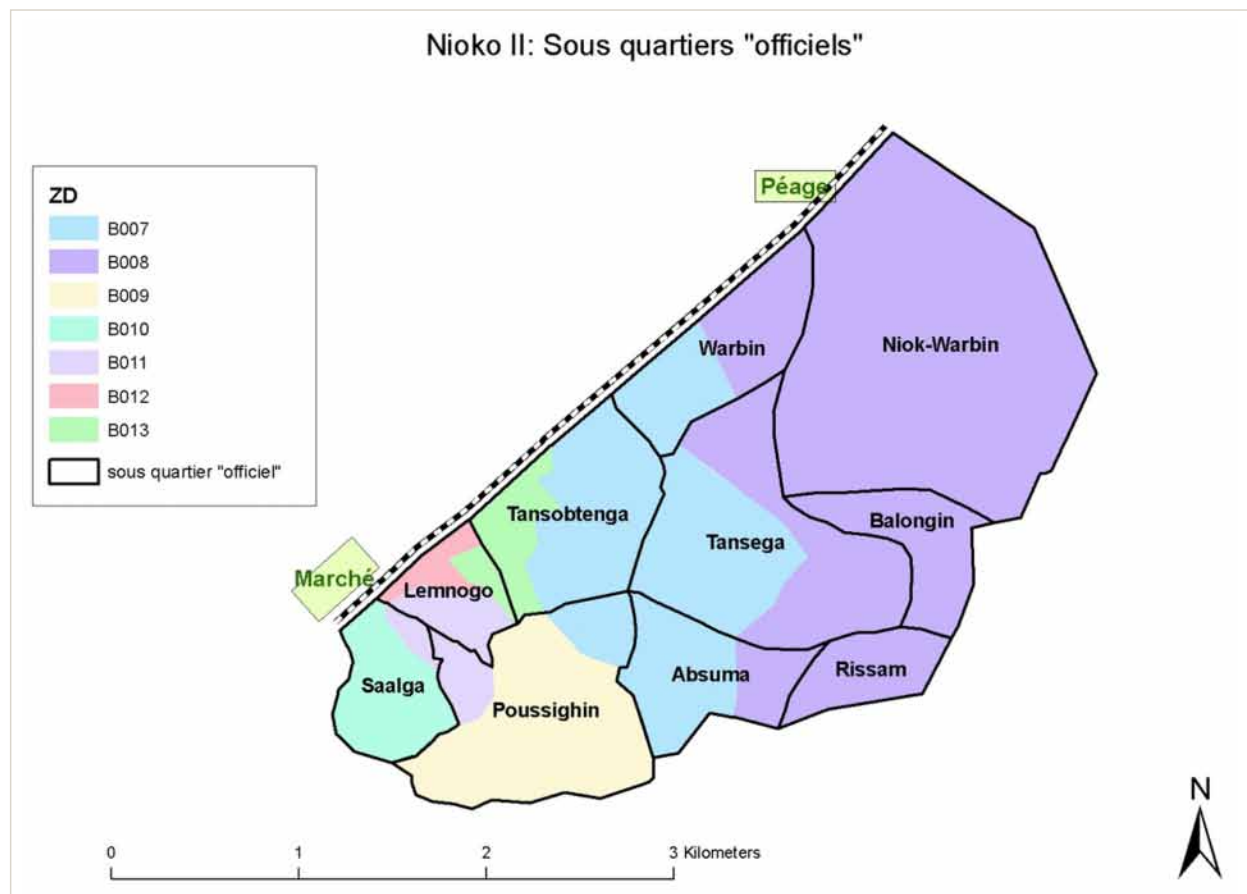 Nioko II: Sous quartiers "officiels"
Péage
ZD
B007
B008
B009
B010
B011
B012
B013
sous quartier "officiel"
Warbin
Niok-Warbin
Tansobtenga
Tansega
Balongin
Marché
Lemnogo
Saalga
Poussighin
Absuma
Rissam
N
0 1 2 3 Kilometers